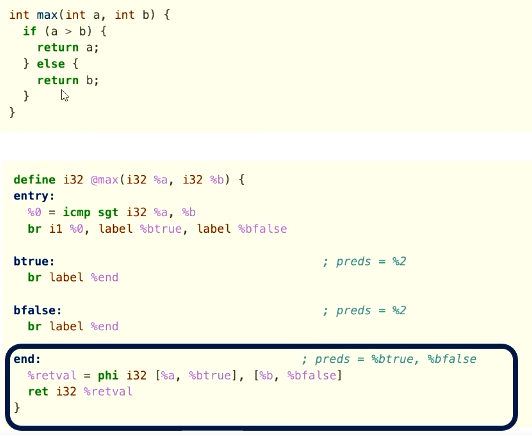 int max(int a, int b) {
  if (a > b) {
    return a;
  } else {
    return b;
  }
}
define i32 @max(i32 %a, i32 %b) {
entry:
  %0 = icmp sgt i32 %a, %b
  br i1 %0, label %btrue, label %bfalse
btrue:                                      ; preds = %2
  br label %end
bfalse:                                     ; preds = %2
  br label %end
end:                                     ; preds = %btrue, %bfalse
  %retval = phi i32 [%a, %btrue], [%b, %bfalse]
  ret i32 %retval
}